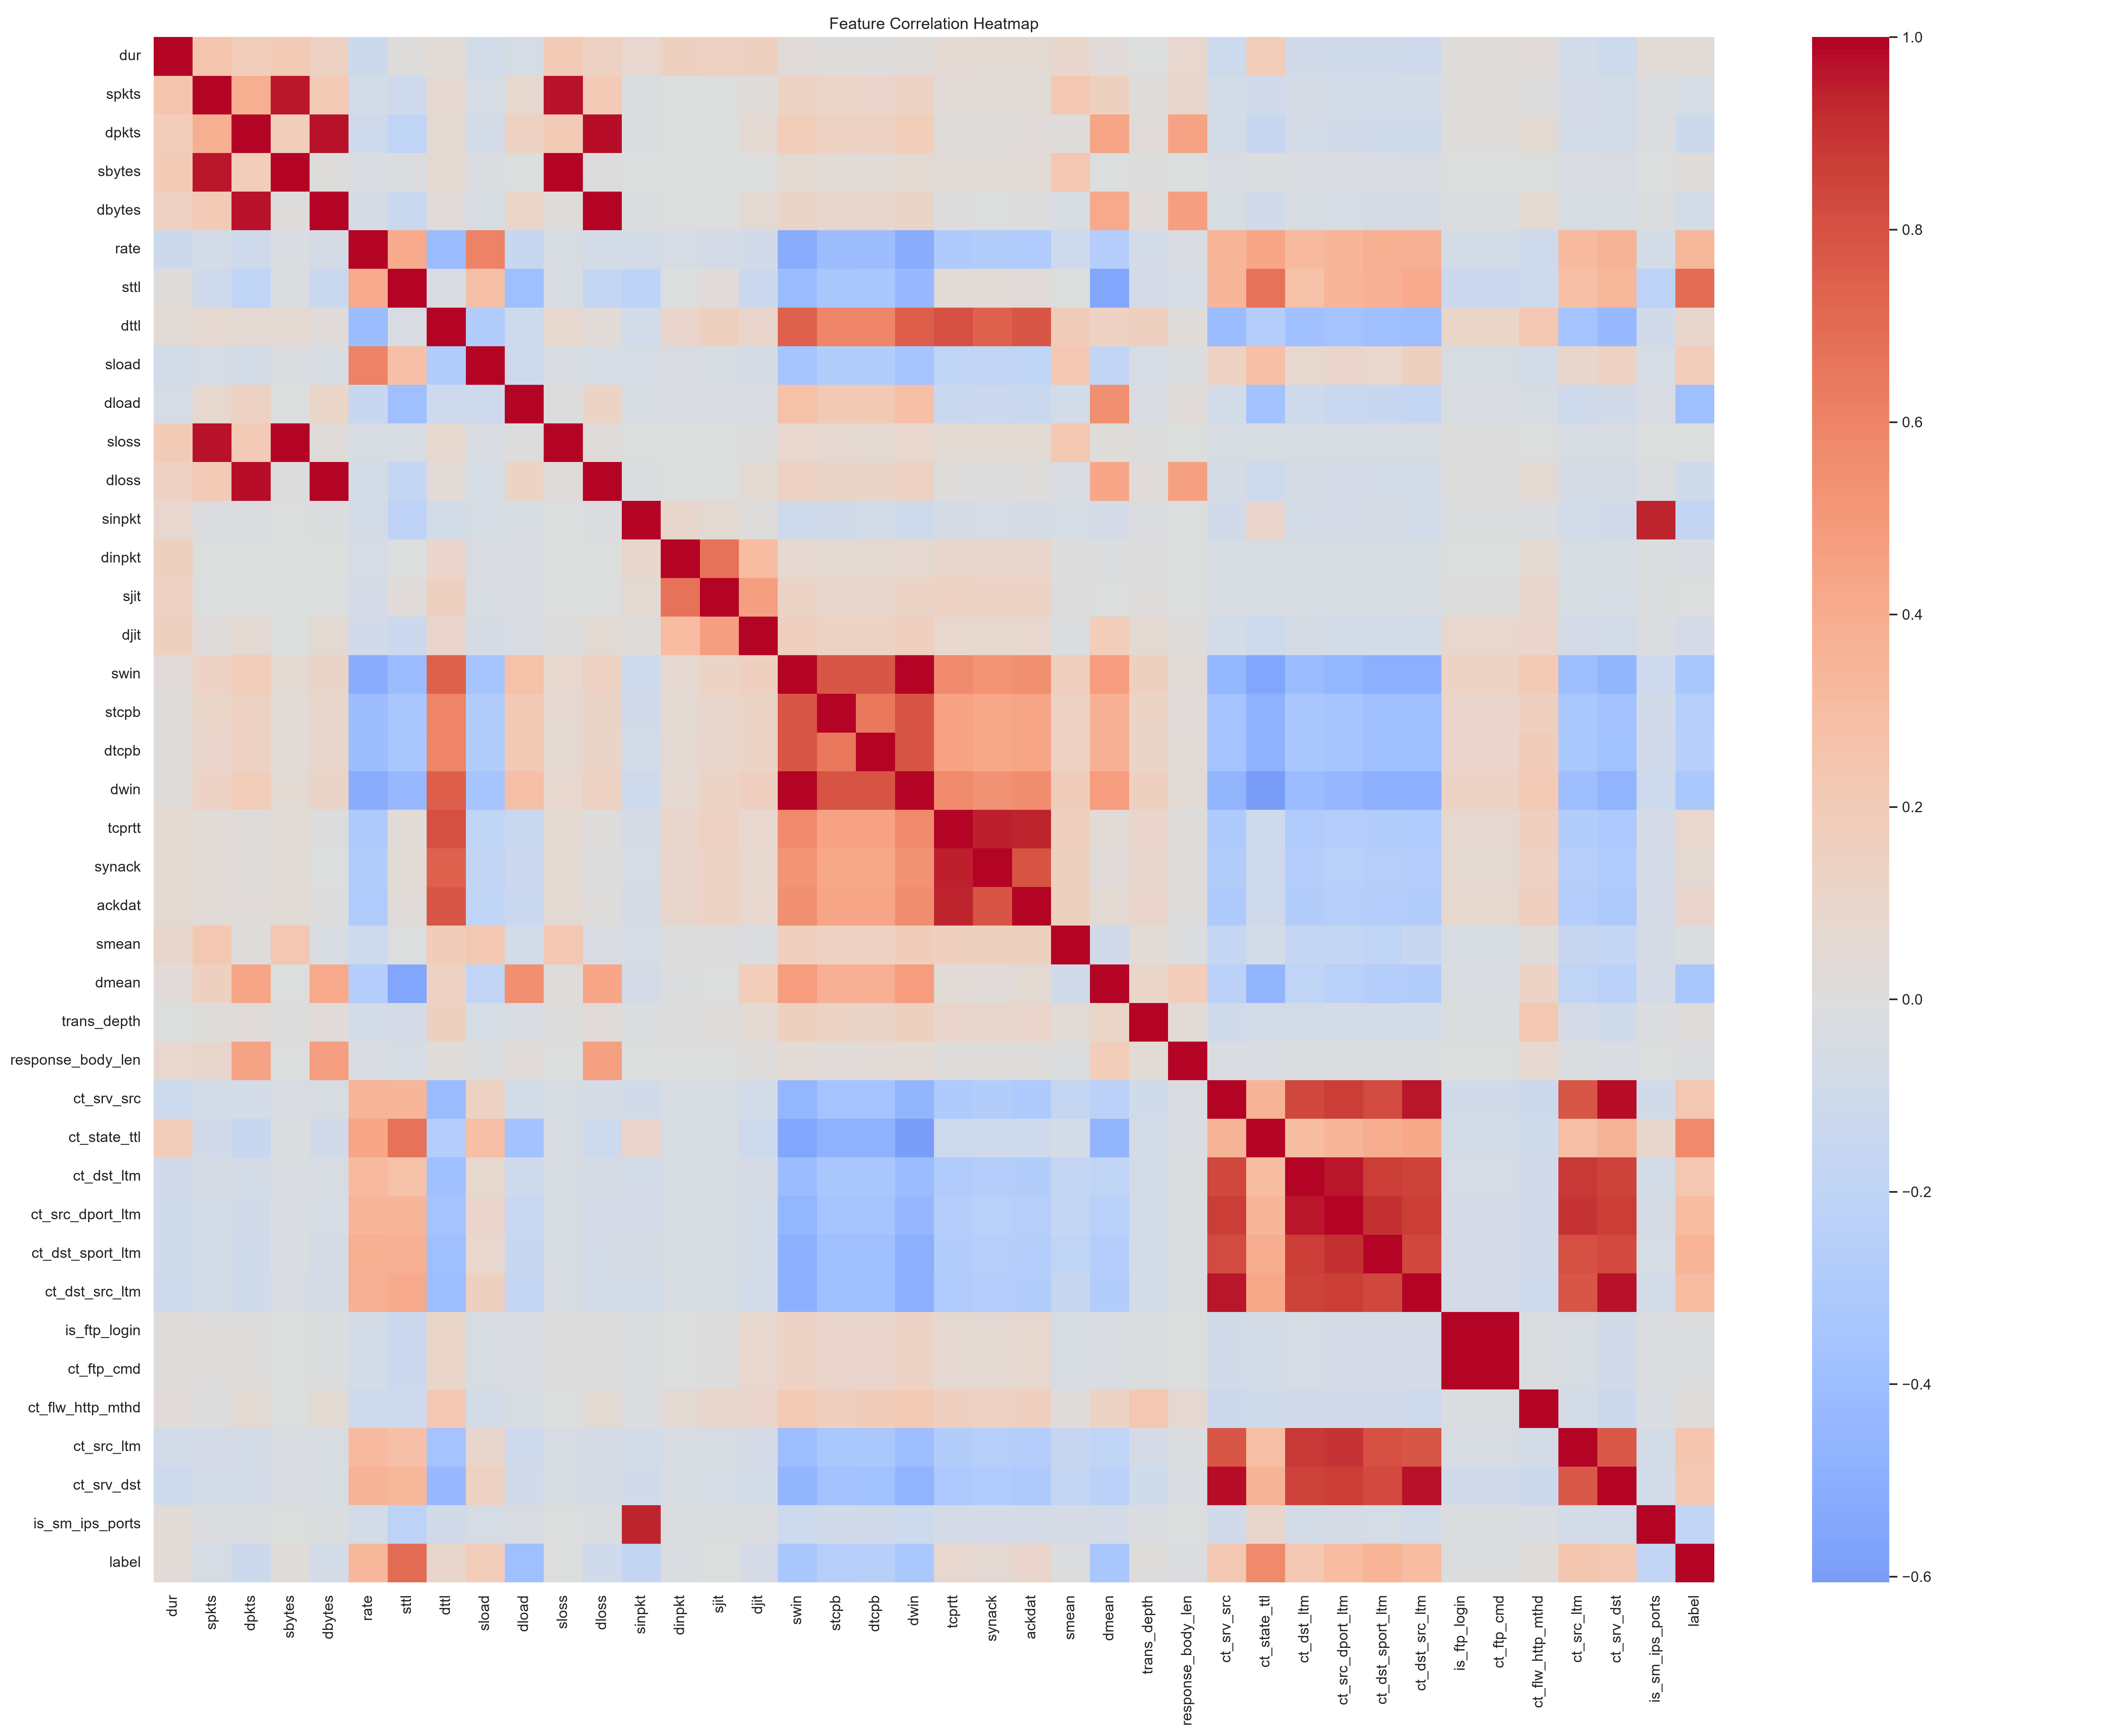 Feature Correlation Heatmap
dur
spkts
dpkts
sbytes
dbytes
rate
sttl
dttl
sload
dload
sloss
dloss
sinpkt
dinpkt
sjit
djit
swin
stcpb
dtcpb
dwin
tcprtt
synack
ackdat
smean
dmean
trans_depth
response_body_len
ct_srv_src
ct_state_ttl
ct_dst_ltm
ct_src_dport_ltm
ct_dst_sport_ltm
ct_dst_src_ltm
is_ftp_login
ct_ftp_cmd
ct_flw_http_mthd
ct_src_ltm
ct_srv_dst
is_sm_ips_ports
label
dur
spkts
dpkts
sbytes
dbytes
rate
sttl
dttl
sload
dload
sloss
dloss
sinpkt
dinpkt
sjit
djit
swin
stcpb
dtcpb
dwin
tcprtt
synack
ackdat
smean
dmean
trans_depth
response_body_len
ct_srv_src
ct_state_ttl
ct_dst_ltm
ct_src_dport_ltm
ct_dst_sport_ltm
ct_dst_src_ltm
is_ftp_login
ct_ftp_cmd
ct_flw_http_mthd
ct_src_ltm
ct_srv_dst
is_sm_ips_ports
label
1.0
0.8
0.6
0.4
0.2
0.0
−0.2
−0.4
−0.6